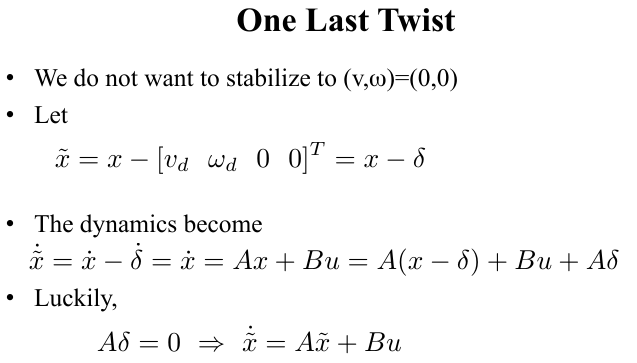 One Last Twist
• We do not want to stabilize to (v,ω)=(0,0)
• Let
x̃ = x − [v_d ω_d 0 0]^T = x − δ
• The dynamics become
x̃̇ = ẋ − δ̇ = ẋ = Ax + Bu = A(x − δ) + Bu + Aδ
• Luckily,
Aδ = 0 ⇒ x̃̇ = Ax̃ + Bu